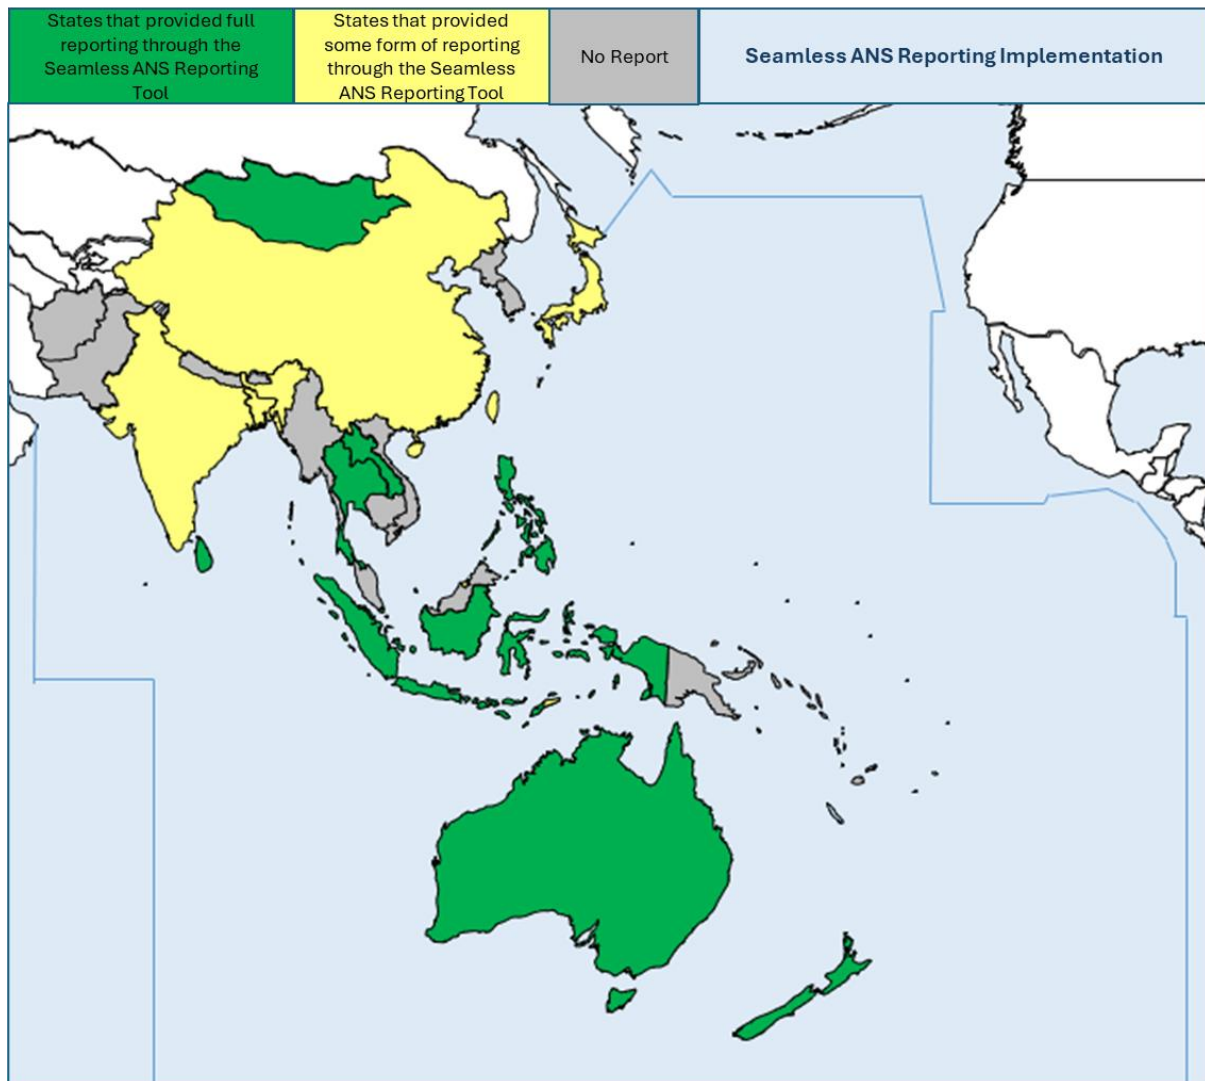 States that provided full
reporting through the
Seamless ANS Reporting
Tool
States that provided
some form of reporting
through the Seamless
ANS Reporting Tool
No Report
Seamless ANS Reporting Implementation